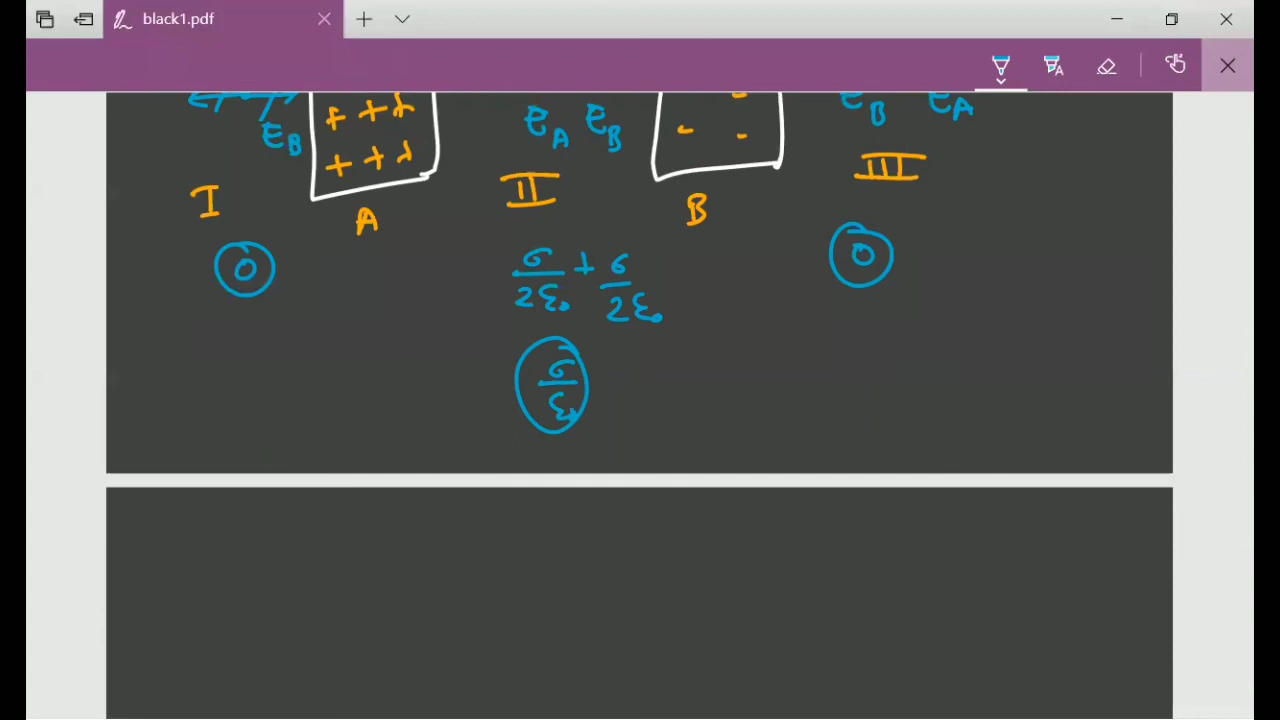 black1.pdf
E_B
+ + +
+ + +
E_A E_B
- 
- -
E_B E_A
I
A
II
B
III
0
σ/2ε₀ + σ/2ε₀
0
σ/ε₀